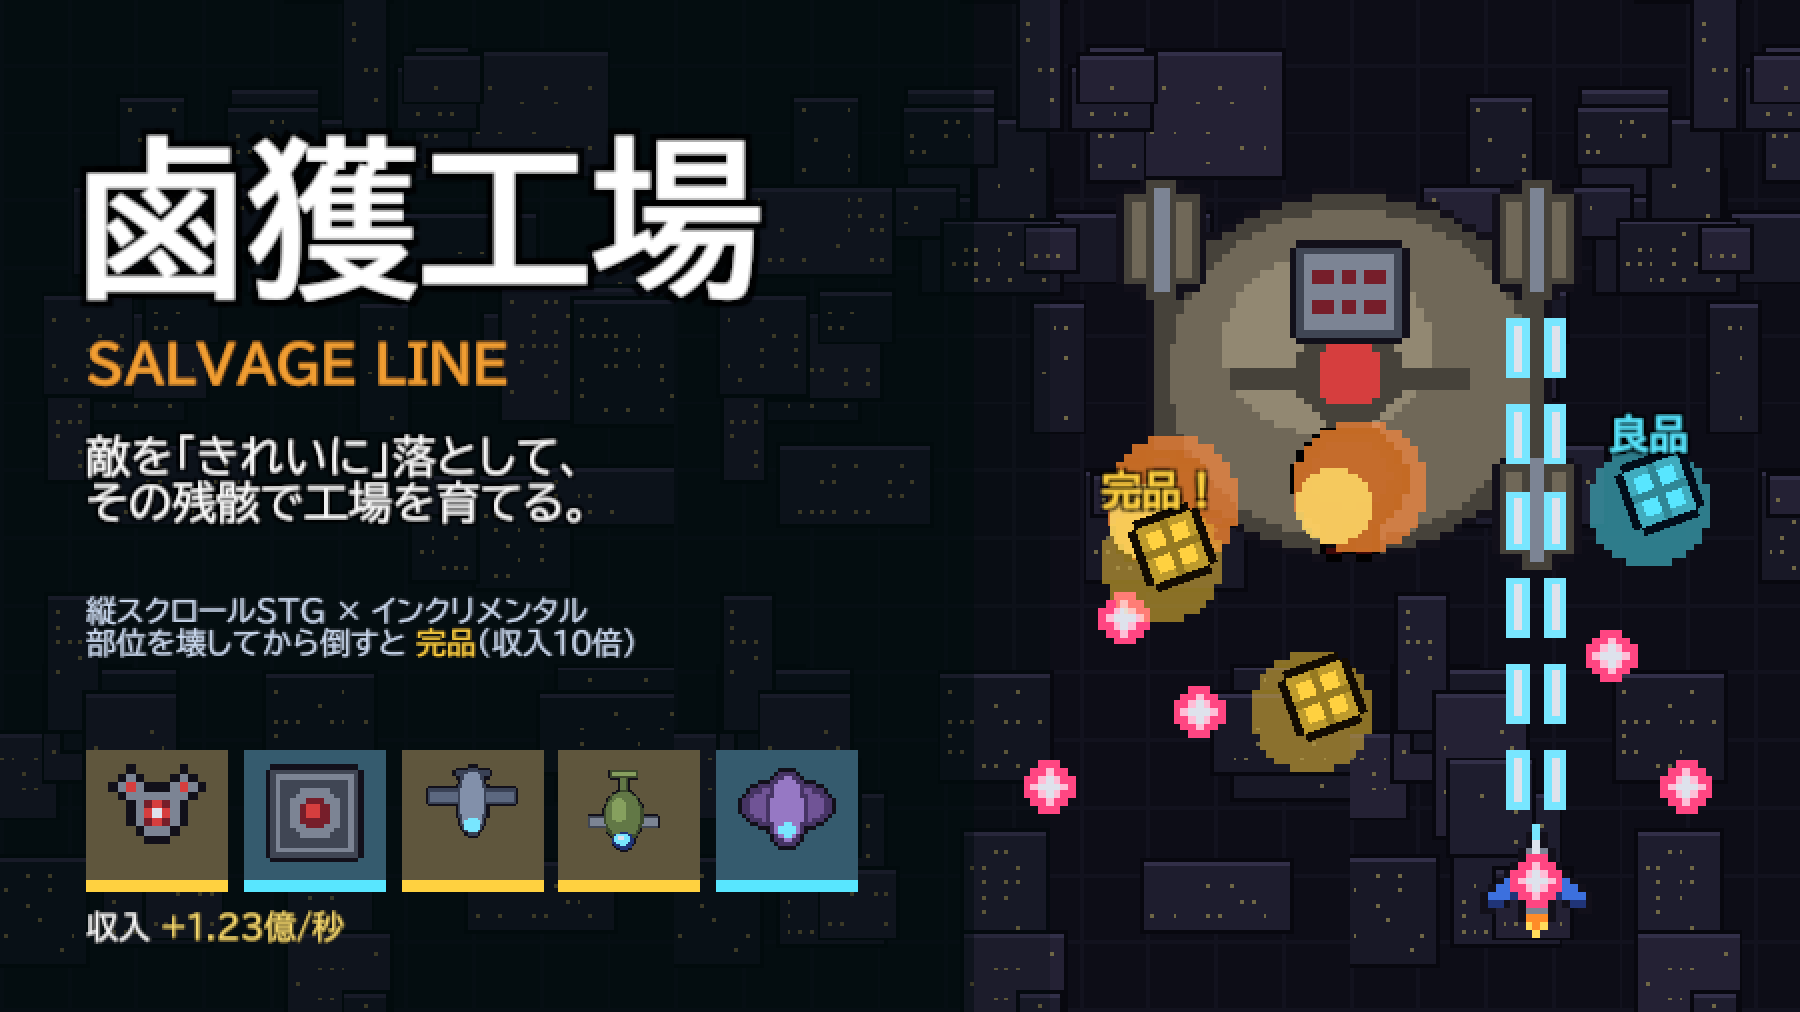 鹵獲工場
SALVAGE LINE
敵を「きれいに」落として、
その残骸で工場を育てる。
縦スクロールSTG × インクリメンタル
部位を壊してから倒すと 完品(収入10倍)
収入 +1.23億/秒
良品
完品！